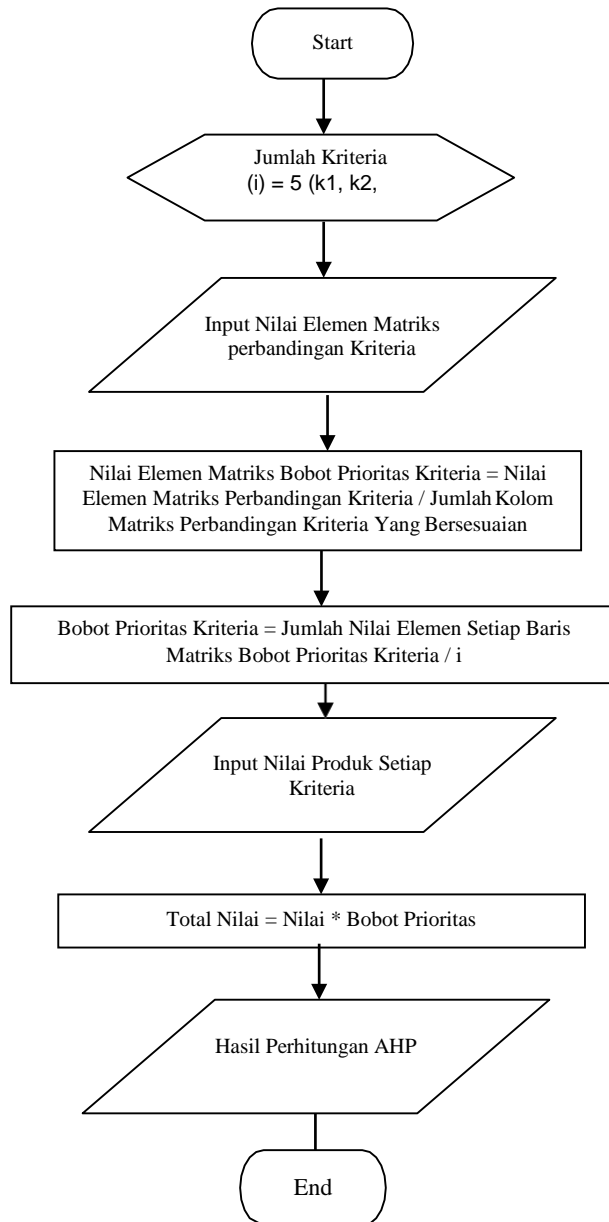 Start
Jumlah Kriteria
(i) = 5 (k1, k2,
Input Nilai Elemen Matriks
perbandingan Kriteria
Nilai Elemen Matriks Bobot Prioritas Kriteria = Nilai
Elemen Matriks Perbandingan Kriteria / Jumlah Kolom
Matriks Perbandingan Kriteria Yang Bersesuaian
Bobot Prioritas Kriteria = Jumlah Nilai Elemen Setiap Baris
Matriks Bobot Prioritas Kriteria / i
Input Nilai Produk Setiap
Kriteria
Total Nilai = Nilai * Bobot Prioritas
Hasil Perhitungan AHP
End